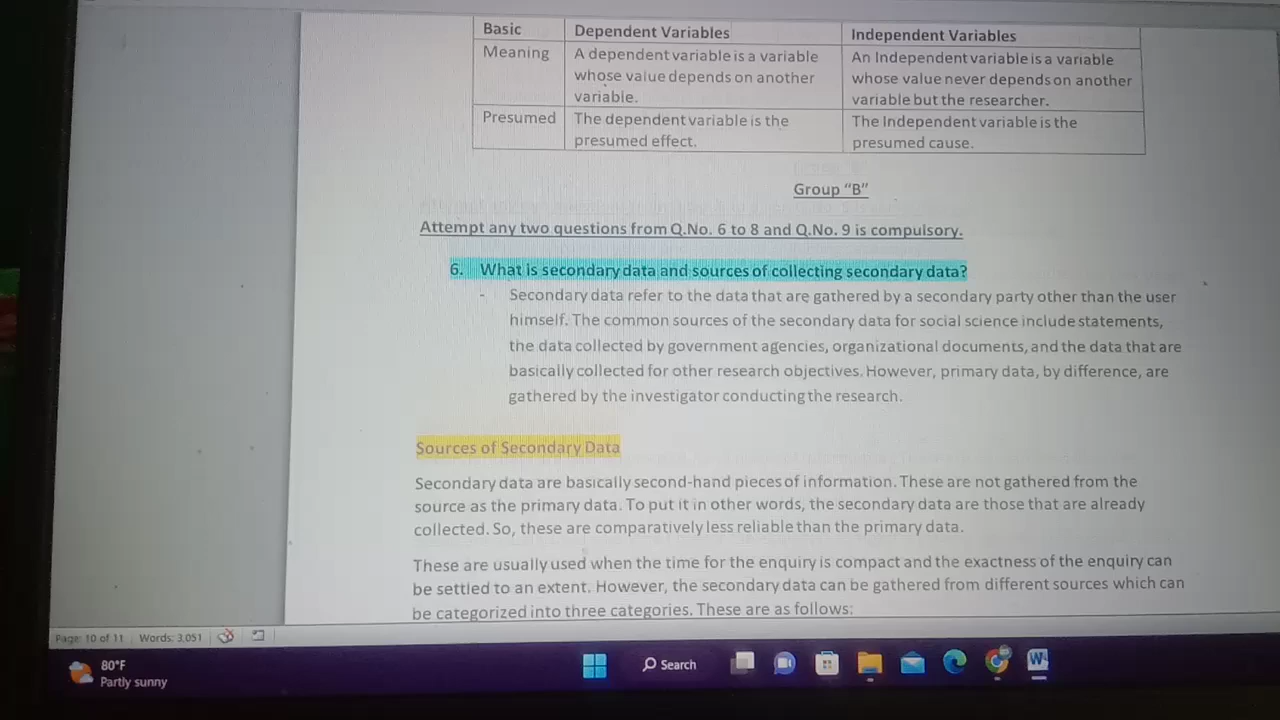 Basic Dependent Variables Independent Variables
Meaning A dependent variable is a variable An Independent variable is a variable
whose value depends on another whose value never depends on another
variable. variable but the researcher.
Presumed The dependent variable is the The Independent variable is the
presumed effect. presumed cause.
Group “B”
Attempt any two questions from Q.No. 6 to 8 and Q.No. 9 is compulsory.
6. What is secondary data and sources of collecting secondary data?
- Secondary data refer to the data that are gathered by a secondary party other than the user
himself. The common sources of the secondary data for social science include statements,
the data collected by government agencies, organizational documents, and the data that are
basically collected for other research objectives. However, primary data, by difference, are
gathered by the investigator conducting the research.
Sources of Secondary Data
Secondary data are basically second-hand pieces of information. These are not gathered from the
source as the primary data. To put it in other words, the secondary data are those that are already
collected. So, these are comparatively less reliable than the primary data.
These are usually used when the time for the enquiry is compact and the exactness of the enquiry can
be settled to an extent. However, the secondary data can be gathered from different sources which can
be categorized into three categories. These are as follows:
Page: 10 of 11 Words: 3,051
80°F
Partly sunny
Search
W